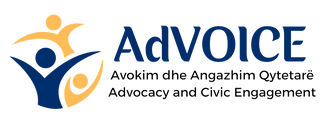 AdVOICE
Avokim dhe Angazhim Qytetarë
Advocacy and Civic Engagement